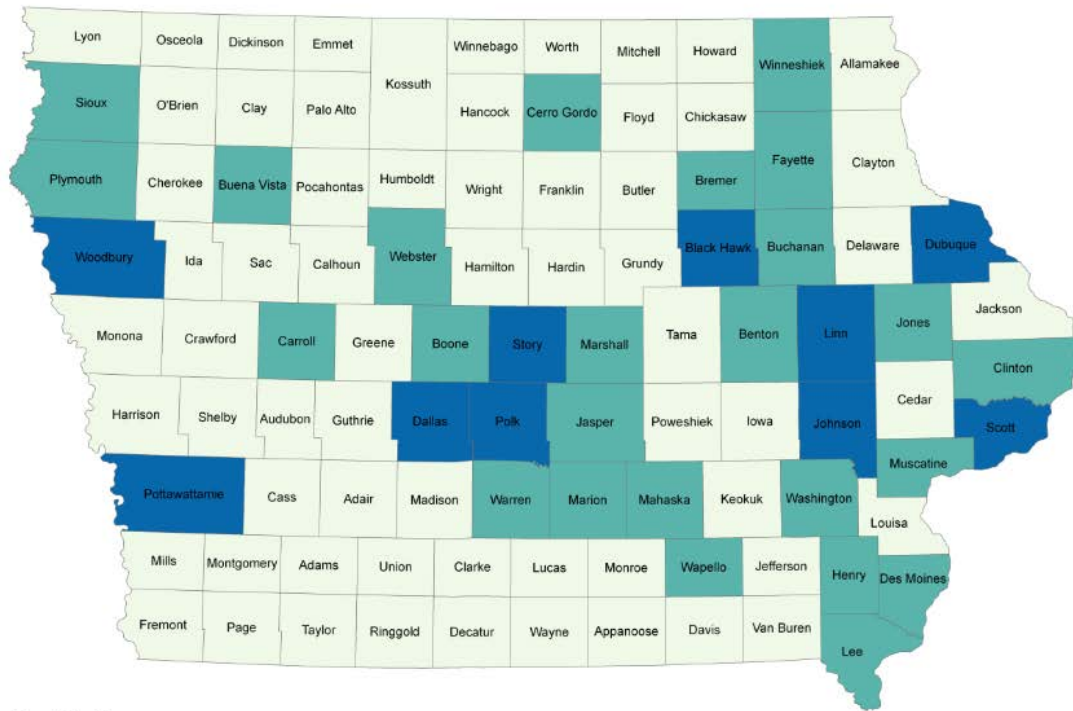 Lyon
Osceola
Dickinson
Emmet
Kossuth
Winnebago
Worth
Mitchell
Howard
Winneshiek
Allamakee
Sioux
O'Brien
Clay
Palo Alto
Hancock
Cerro Gordo
Floyd
Chickasaw
Fayette
Clayton
Plymouth
Cherokee
Buena Vista
Pocahontas
Humboldt
Wright
Franklin
Butler
Bremer
Woodbury
Ida
Sac
Calhoun
Webster
Hamilton
Hardin
Grundy
Black Hawk
Buchanan
Delaware
Dubuque
Monona
Crawford
Carroll
Greene
Boone
Story
Marshall
Tama
Benton
Linn
Jones
Jackson
Clinton
Harrison
Shelby
Audubon
Guthrie
Dallas
Polk
Jasper
Poweshiek
Iowa
Johnson
Cedar
Scott
Muscatine
Pottawattamie
Cass
Adair
Madison
Warren
Marion
Mahaska
Keokuk
Washington
Louisa
Mills
Montgomery
Adams
Union
Clarke
Lucas
Monroe
Wapello
Jefferson
Henry
Des Moines
Fremont
Page
Taylor
Ringgold
Decatur
Wayne
Appanoose
Davis
Van Buren
Lee